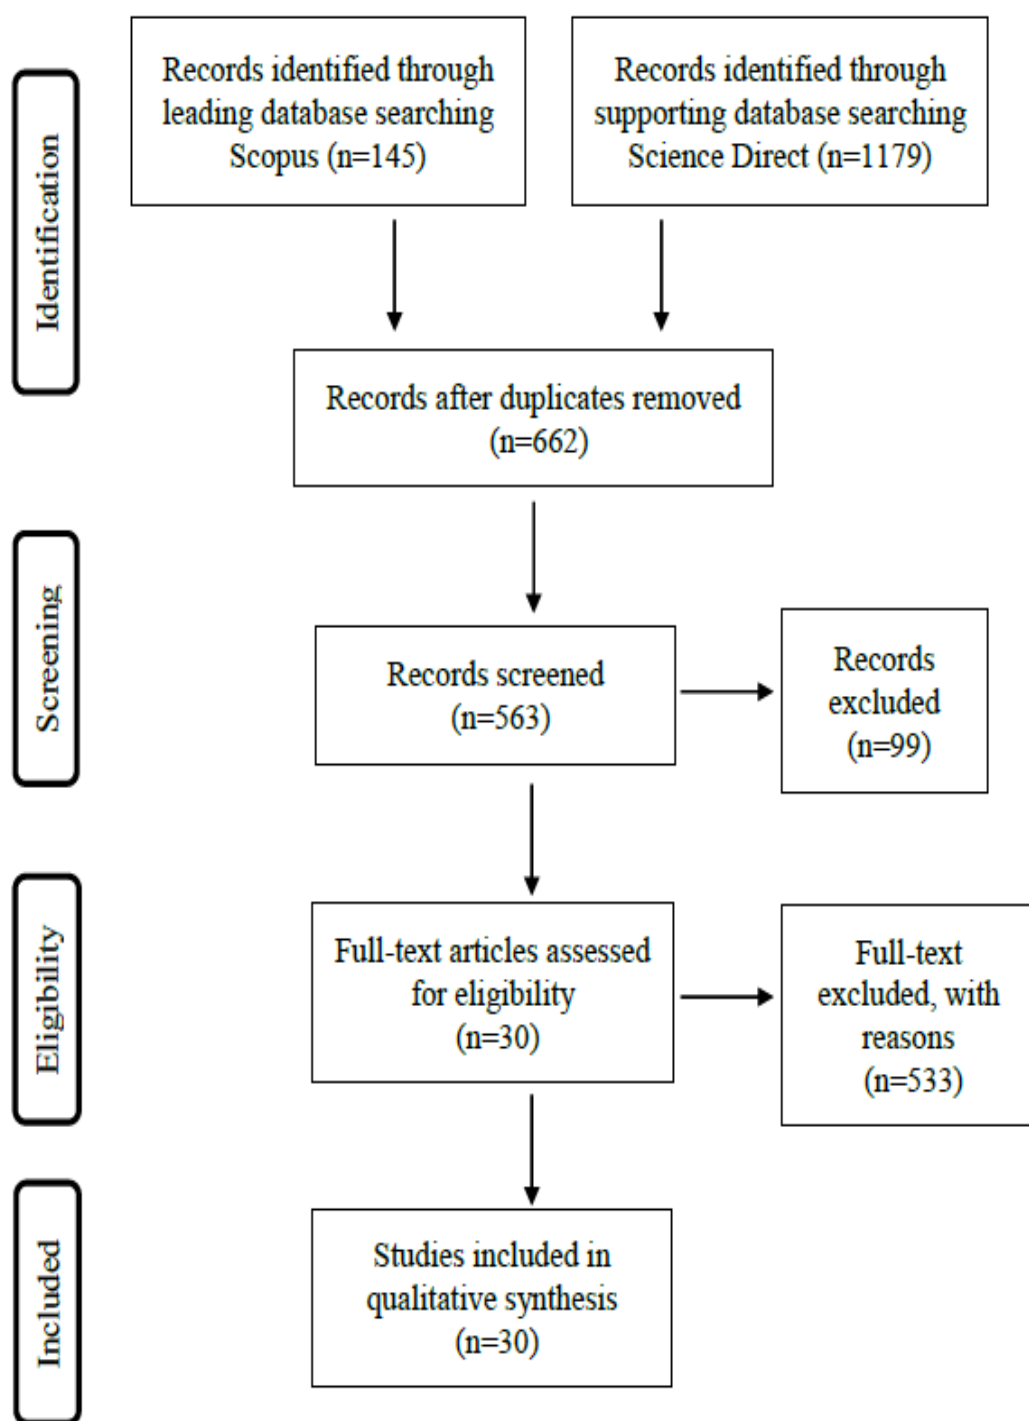 Identification
Records identified through
leading database searching
Scopus (n=145)
Records identified through
supporting database searching
Science Direct (n=1179)
Records after duplicates removed
(n=662)
Screening
Records screened
(n=563)
Records
excluded
(n=99)
Eligibility
Full-text articles assessed
for eligibility
(n=30)
Full-text
excluded, with
reasons
(n=533)
Included
Studies included in
qualitative synthesis
(n=30)